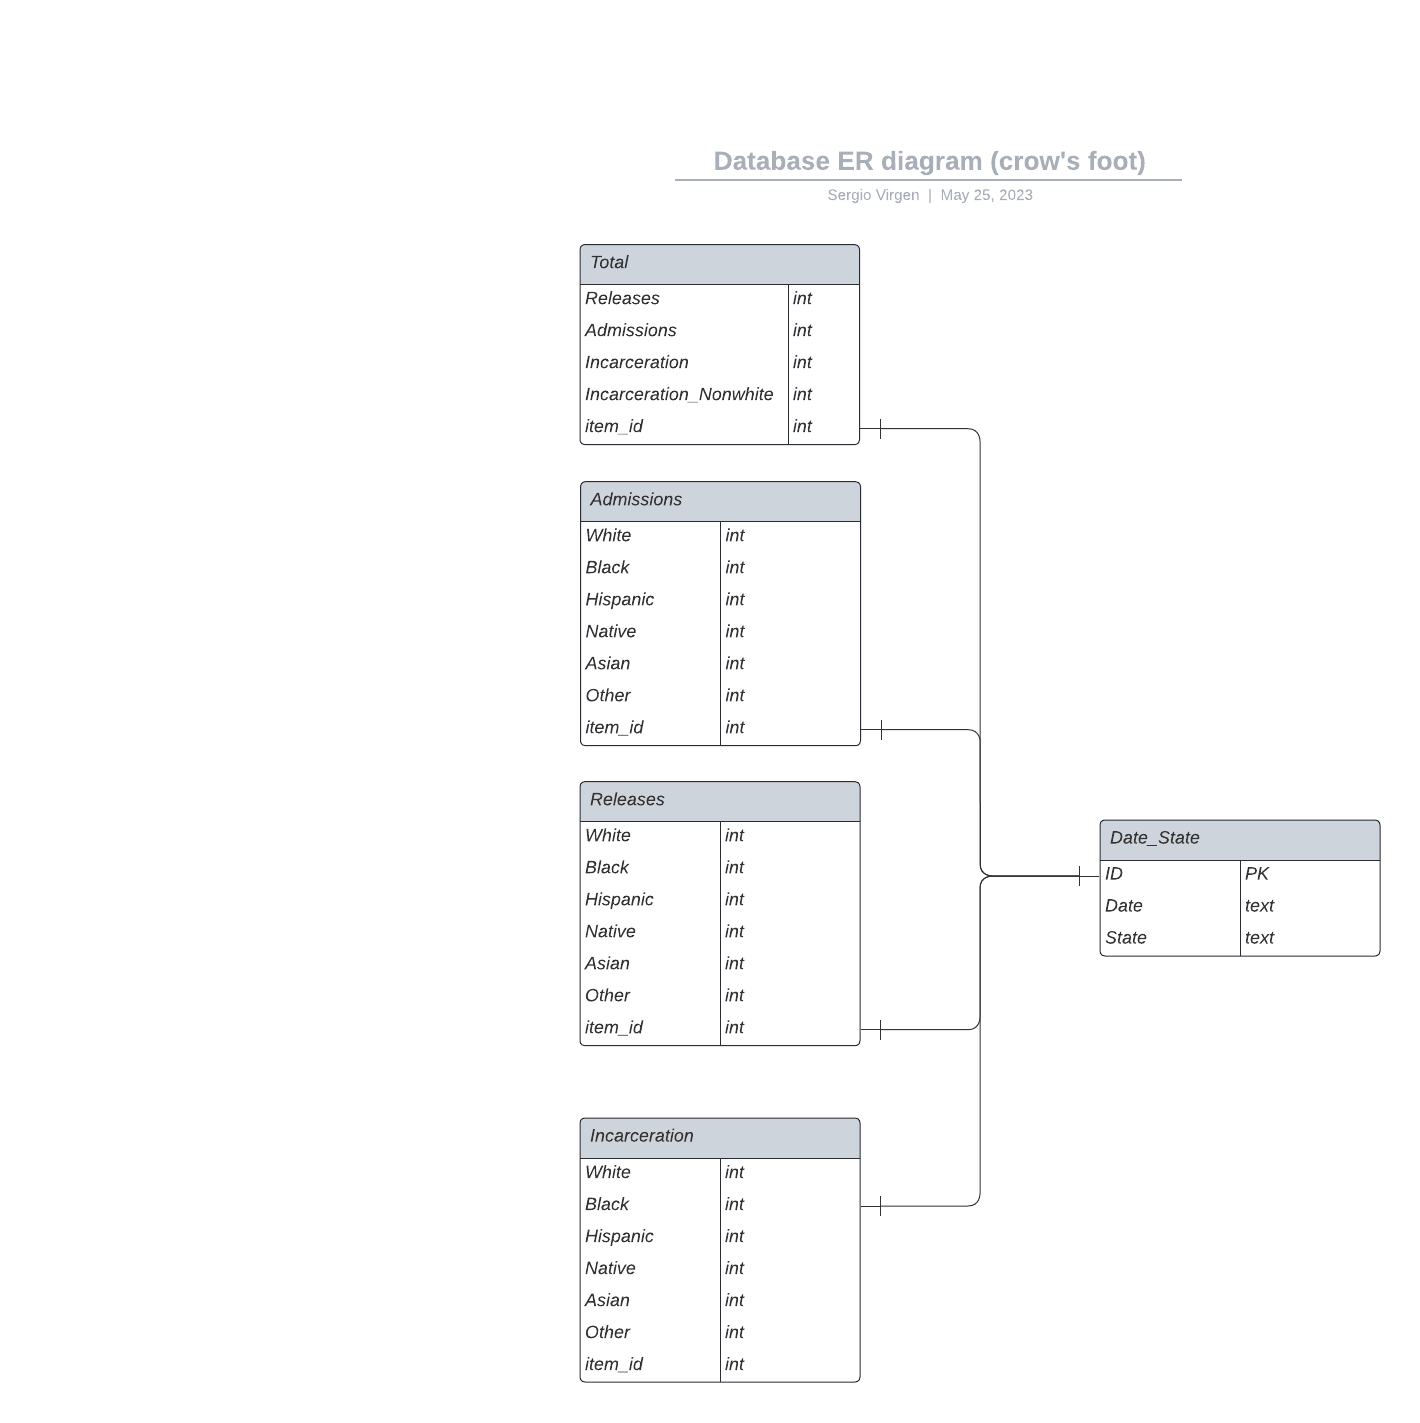 Database ER diagram (crow's foot)
Sergio Virgen | May 25, 2023
Total
Releases int
Admissions int
Incarceration int
Incarceration_Nonwhite int
item_id int
Admissions
White int
Black int
Hispanic int
Native int
Asian int
Other int
item_id int
Releases
White int
Black int
Hispanic int
Native int
Asian int
Other int
item_id int
Date_State
ID PK
Date text
State text
Incarceration
White int
Black int
Hispanic int
Native int
Asian int
Other int
item_id int